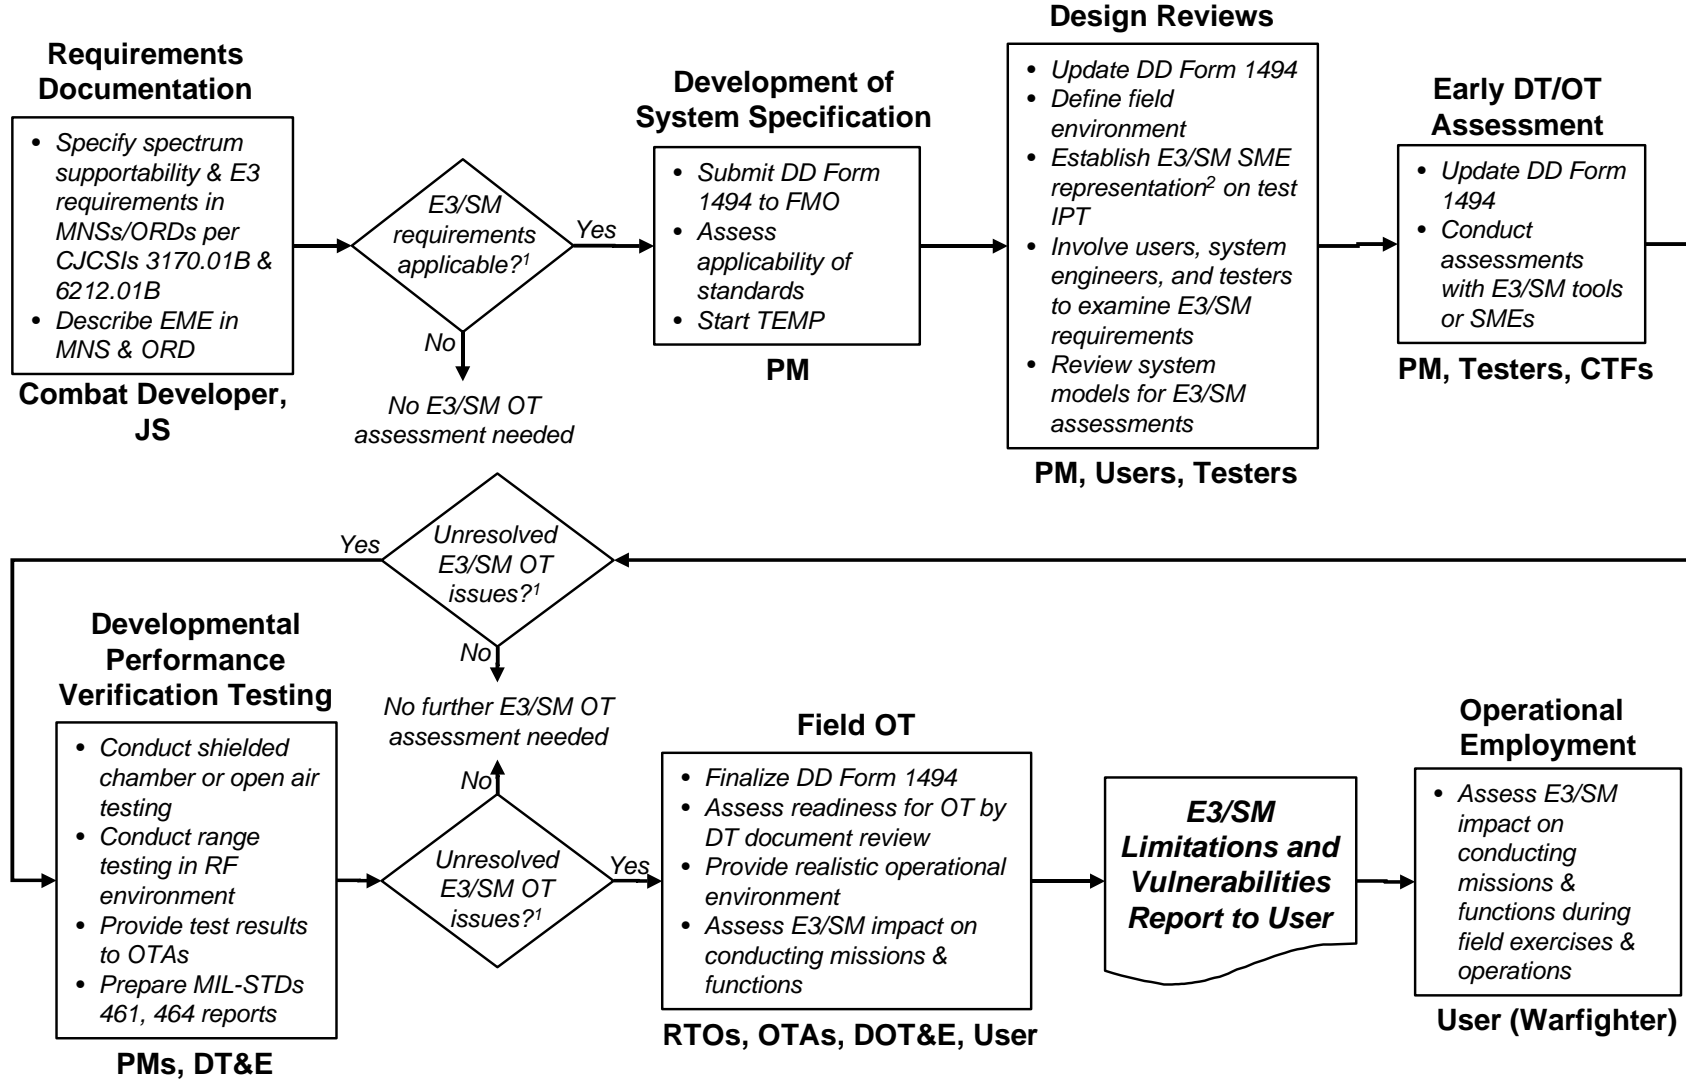 Requirements
Documentation
• Specify spectrum
supportability & E3
requirements in
MNSs/ORDs per
CJCSIs 3170.01B &
6212.01B
• Describe EME in
MNS & ORD
Combat Developer,
JS
E3/SM
requirements
applicable?1
Yes
No
No E3/SM OT
assessment needed
Development of
System Specification
• Submit DD Form
1494 to FMO
• Assess
applicability of
standards
• Start TEMP
PM
Design Reviews
• Update DD Form 1494
• Define field
environment
• Establish E3/SM SME
representation2 on test
IPT
• Involve users, system
engineers, and testers
to examine E3/SM
requirements
• Review system
models for E3/SM
assessments
PM, Users, Testers
Early DT/OT
Assessment
• Update DD Form
1494
• Conduct
assessments
with E3/SM tools
or SMEs
PM, Testers, CTFs
Unresolved
E3/SM OT
issues?1
Yes
No
No further E3/SM OT
assessment needed
Developmental
Performance
Verification Testing
• Conduct shielded
chamber or open air
testing
• Conduct range
testing in RF
environment
• Provide test results
to OTAs
• Prepare MIL-STDs
461, 464 reports
PMs, DT&E
No
Unresolved
E3/SM OT
issues?1
Yes
Field OT
• Finalize DD Form 1494
• Assess readiness for OT by
DT document review
• Provide realistic operational
environment
• Assess E3/SM impact on
conducting missions &
functions
RTOs, OTAs, DOT&E, User
E3/SM
Limitations and
Vulnerabilities
Report to User
Operational
Employment
• Assess E3/SM
impact on
conducting
missions &
functions during
field exercises &
operations
User (Warfighter)